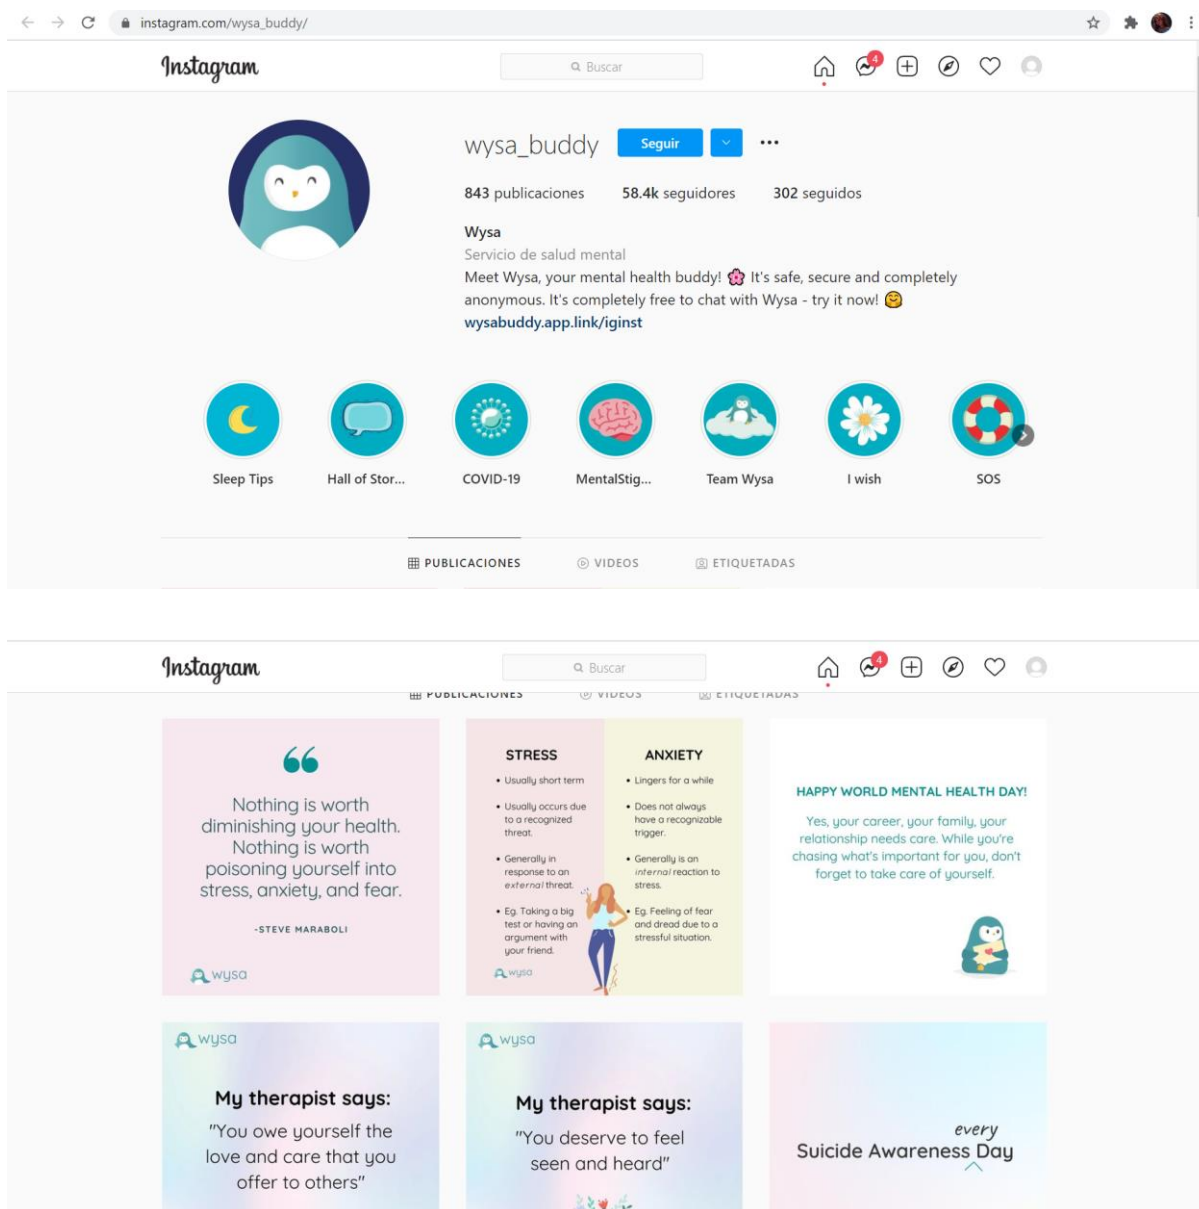 instagram.com/wysa_buddy/
Instagram
Buscar
4
wysa_buddy Seguir
843 publicaciones 58.4k seguidores 302 seguidos
Wysa
Servicio de salud mental
Meet Wysa, your mental health buddy! 🌸 It's safe, secure and completely
anonymous. It's completely free to chat with Wysa - try it now! 🤗
wysabuddy.app.link/iginst
Sleep Tips
Hall of Stor...
COVID-19
MentalStig...
Team Wysa
I wish
SOS
PUBLICACIONES
VIDEOS
ETIQUETADAS
Instagram
Buscar
4
PUBLICACIONES
VIDEOS
ETIQUETADAS
Nothing is worth
diminishing your health.
Nothing is worth
poisoning yourself into
stress, anxiety, and fear.
-STEVE MARABOLI
wysa
STRESS
• Usually short term
• Usually occurs due
to a recognized
threat.
• Generally in
response to an
external threat.
• Eg. Taking a big
test or having an
argument with
your friend.
wysa
ANXIETY
• Lingers for a while
• Does not always
have a recognizable
trigger.
• Generally is an
internal reaction to
stress.
• Eg. Feeling of fear
and dread due to a
stressful situation.
HAPPY WORLD MENTAL HEALTH DAY!
Yes, your career, your family, your
relationship needs care. While you're
chasing what's important for you, don't
forget to take care of yourself.
wysa
My therapist says:
"You owe yourself the
love and care that you
offer to others"
wysa
My therapist says:
"You deserve to feel
seen and heard"
every
Suicide Awareness Day